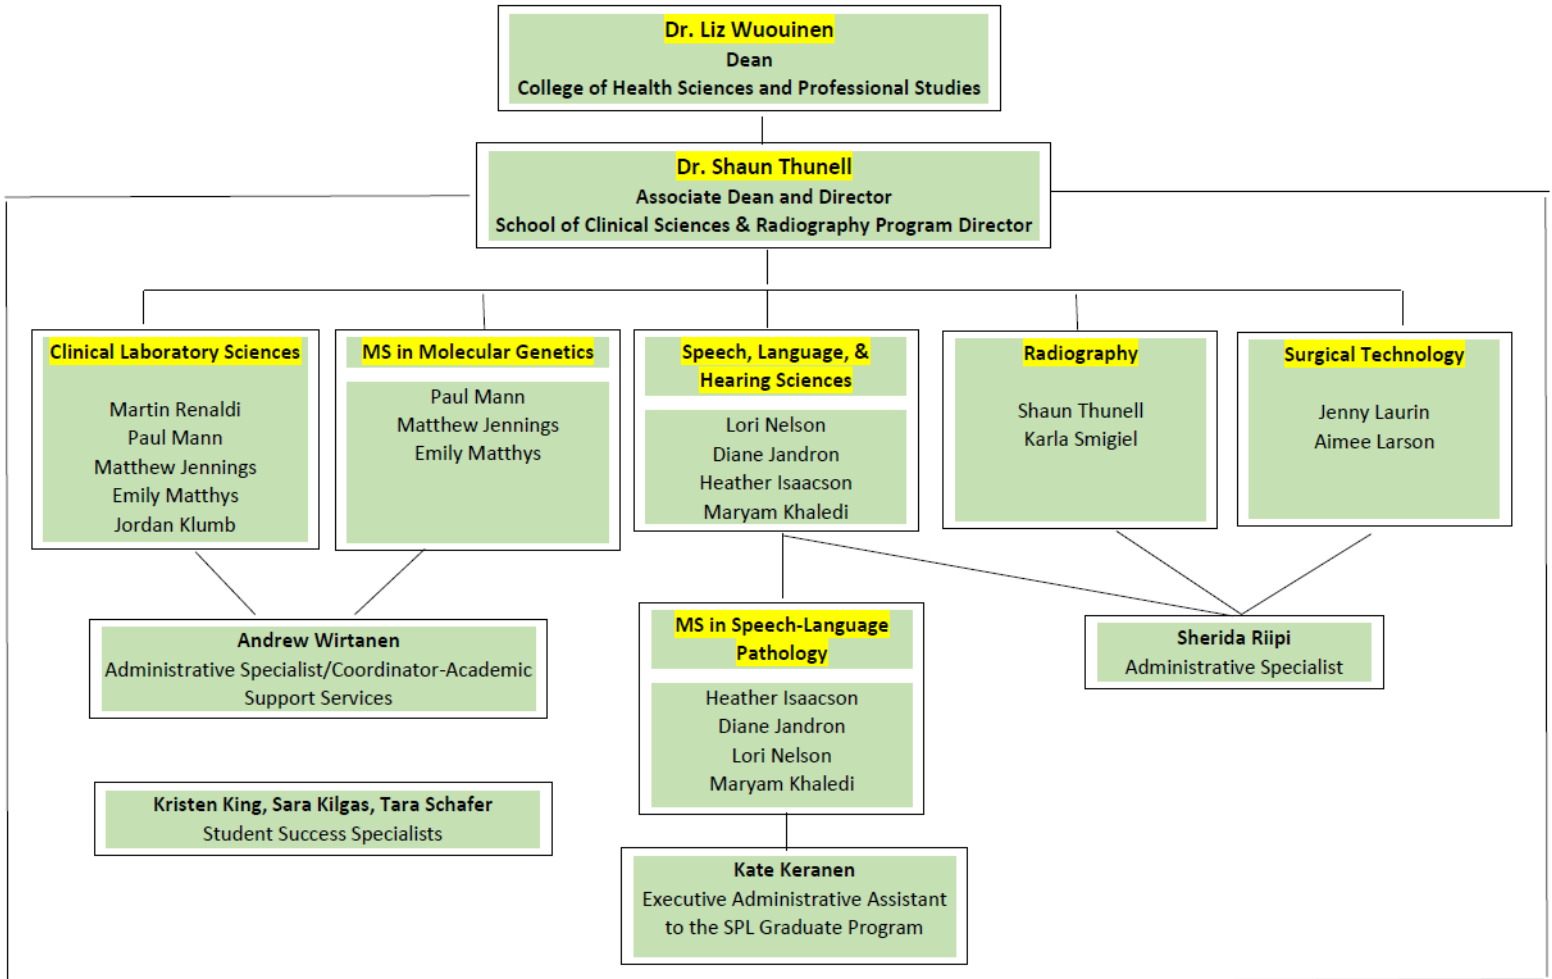 Dr. Liz Wuouinen
Dean
College of Health Sciences and Professional Studies
Dr. Shaun Thunell
Associate Dean and Director
School of Clinical Sciences & Radiography Program Director
Clinical Laboratory Sciences
Martin Renaldi
Paul Mann
Matthew Jennings
Emily Matthys
Jordan Klumb
MS in Molecular Genetics
Paul Mann
Matthew Jennings
Emily Matthys
Speech, Language, &
Hearing Sciences
Lori Nelson
Diane Jandron
Heather Isaacson
Maryam Khaledi
Radiography
Shaun Thunell
Karla Smigiel
Surgical Technology
Jenny Laurin
Aimee Larson
Andrew Wirtanen
Administrative Specialist/Coordinator-Academic
Support Services
MS in Speech-Language
Pathology
Heather Isaacson
Diane Jandron
Lori Nelson
Maryam Khaledi
Sherida Riipi
Administrative Specialist
Kristen King, Sara Kilgas, Tara Schafer
Student Success Specialists
Kate Keranen
Executive Administrative Assistant
to the SPL Graduate Program